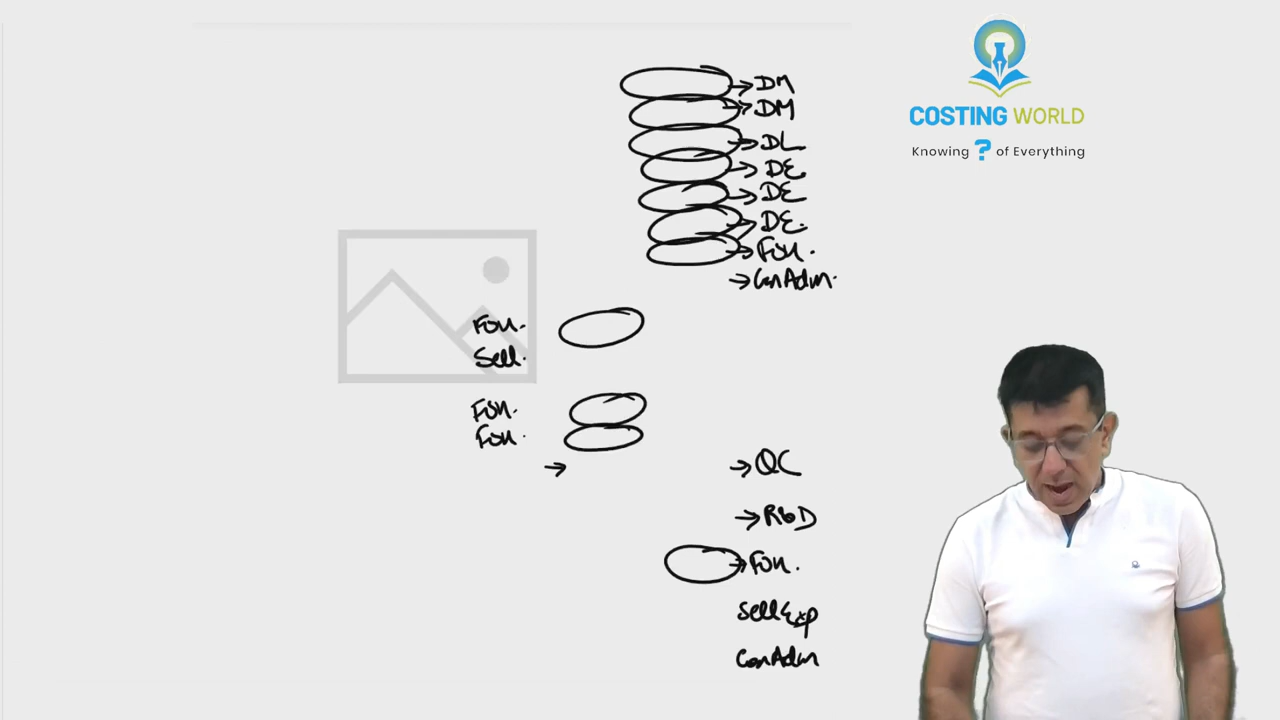 →DM
→DM
→DL
→DE
→DE
→DE.
→FOH.
→GenAdm.
FOH.
Sell.
FOH.
FOH.
→ →QC
→R&D
→FOH.
SellExp
GenAdm
COSTING WORLD
Knowing ? of Everything